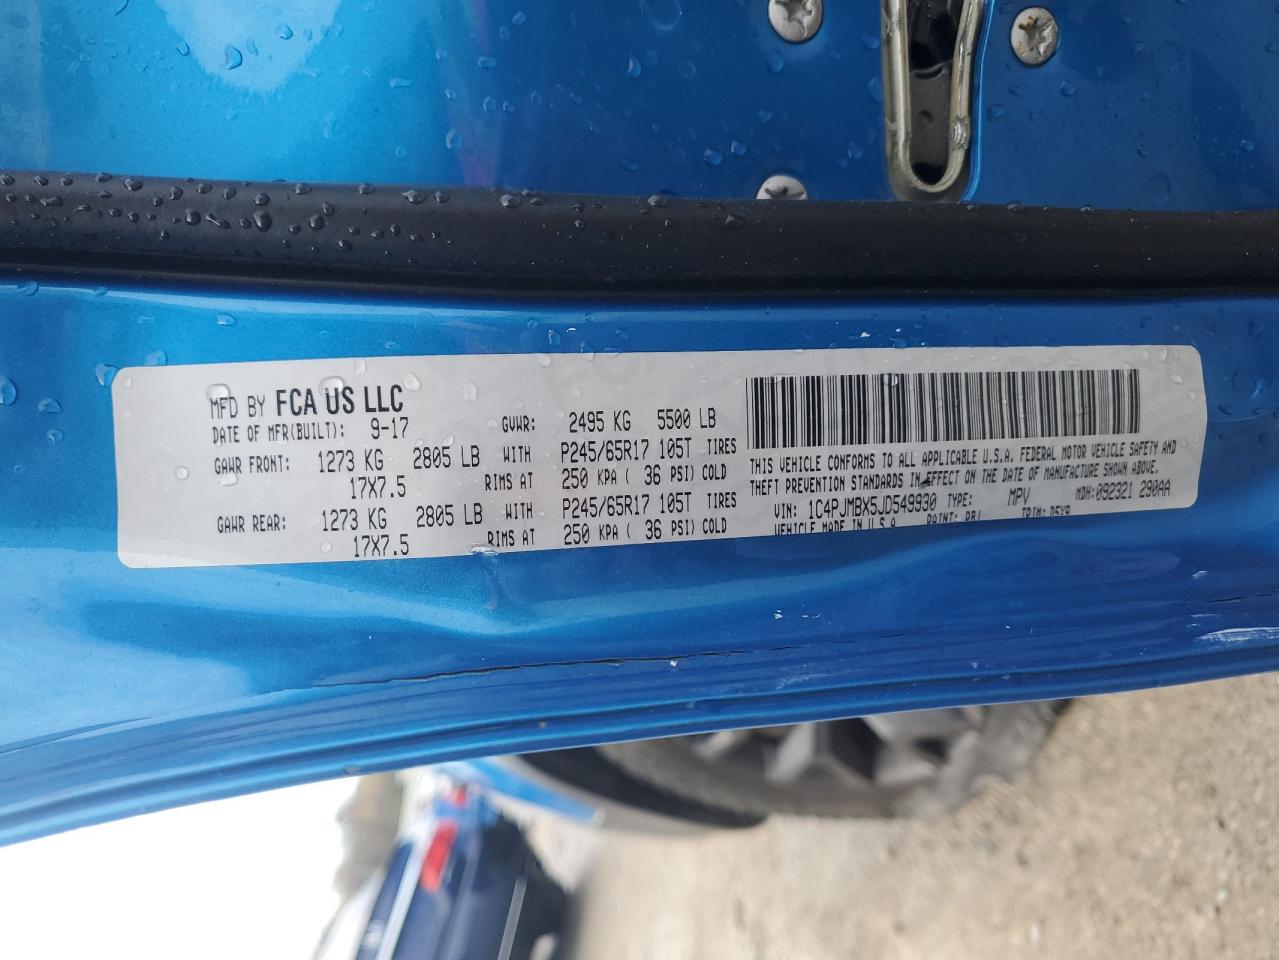 MFD BY FCA US LLC
DATE OF MFR(BUILT): 9-17 GVWR: 2495 KG 5500 LB
GAWR FRONT: 1273 KG 2805 LB WITH P245/65R17 105T TIRES
17X7.5 RIMS AT 250 KPA ( 36 PSI) COLD
GAWR REAR: 1273 KG 2805 LB WITH P245/65R17 105T TIRES
17X7.5 RIMS AT 250 KPA ( 36 PSI) COLD
THIS VEHICLE CONFORMS TO ALL APPLICABLE U.S.A. FEDERAL MOTOR VEHICLE SAFETY AND
THEFT PREVENTION STANDARDS IN EFFECT ON THE DATE OF MANUFACTURE SHOWN ABOVE.
VIN: 1C4PJMBX5JD549930 TYPE: MPV MDH:092321 290AA
VEHICLE MADE IN U.S.A. PAINT: TRIM: